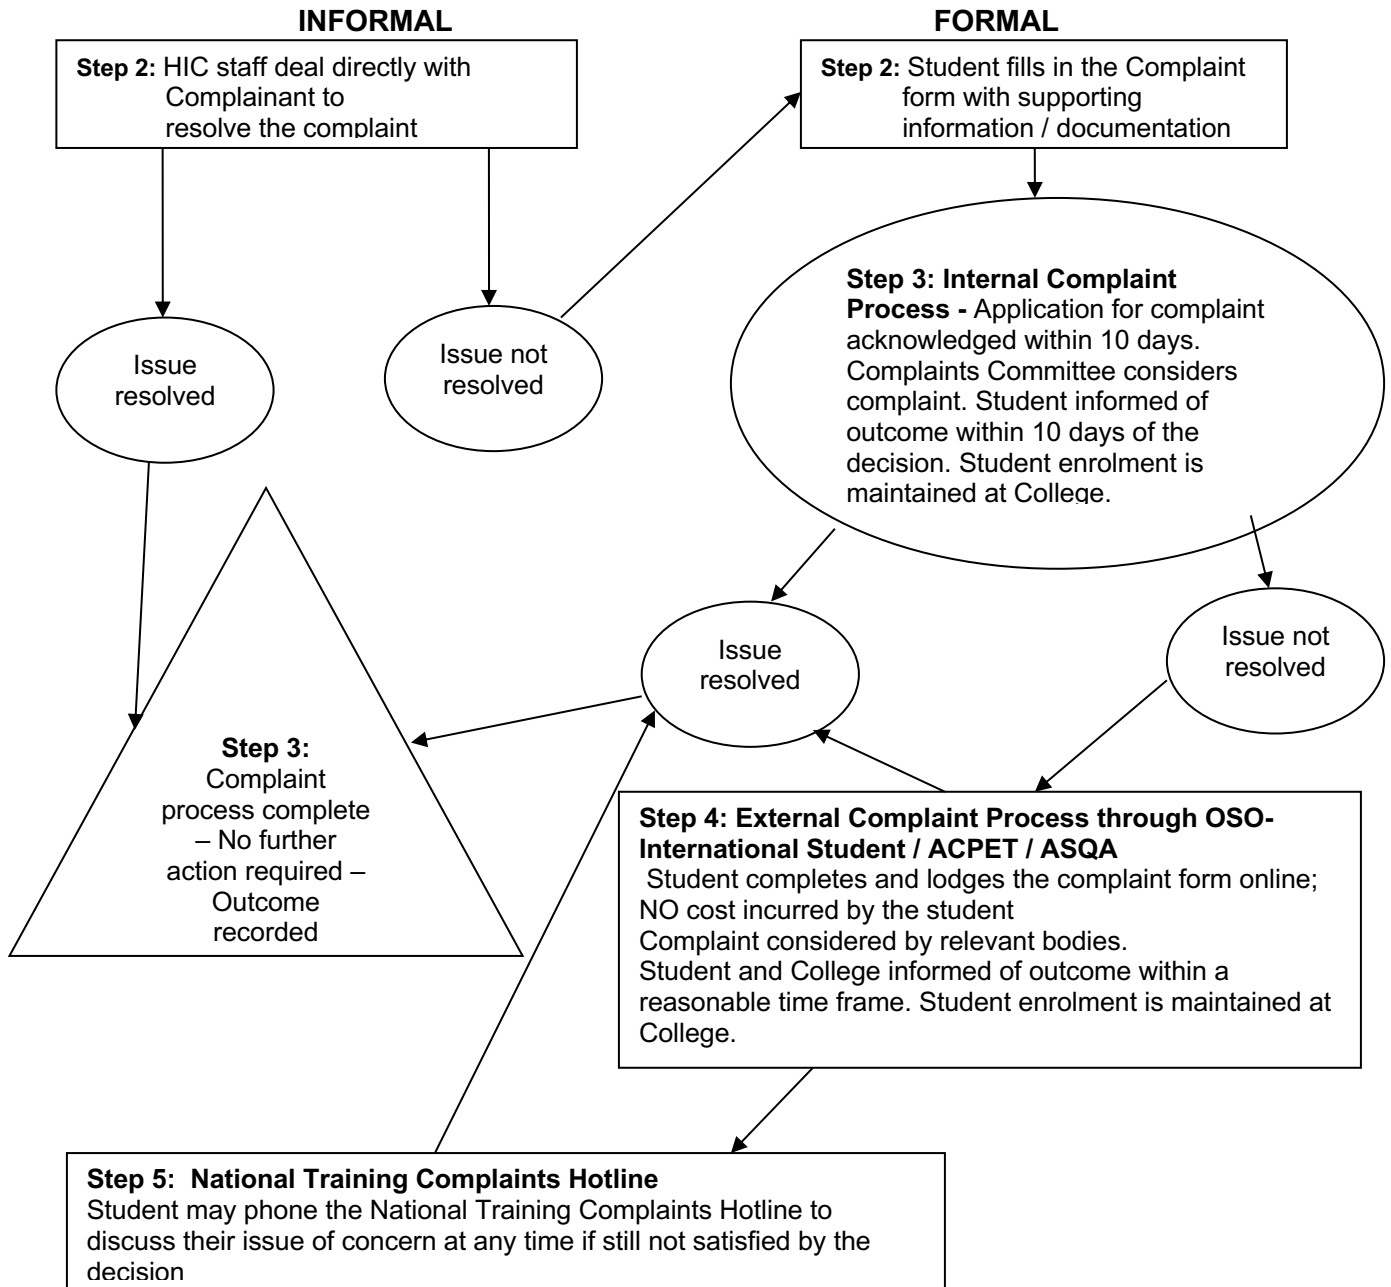 INFORMAL
Step 2: HIC staff deal directly with
Complainant to
resolve the complaint
Issue
resolved
Issue not
resolved
FORMAL
Step 2: Student fills in the Complaint
form with supporting
information / documentation
Step 3: Internal Complaint
Process - Application for complaint
acknowledged within 10 days.
Complaints Committee considers
complaint. Student informed of
outcome within 10 days of the
decision. Student enrolment is
maintained at College.
Issue
resolved
Issue not
resolved
Step 3:
Complaint
process complete
– No further
action required –
Outcome
recorded
Step 4: External Complaint Process through OSO-
International Student / ACPET / ASQA
Student completes and lodges the complaint form online;
NO cost incurred by the student
Complaint considered by relevant bodies.
Student and College informed of outcome within a
reasonable time frame. Student enrolment is maintained at
College.
Step 5: National Training Complaints Hotline
Student may phone the National Training Complaints Hotline to
discuss their issue of concern at any time if still not satisfied by the
decision